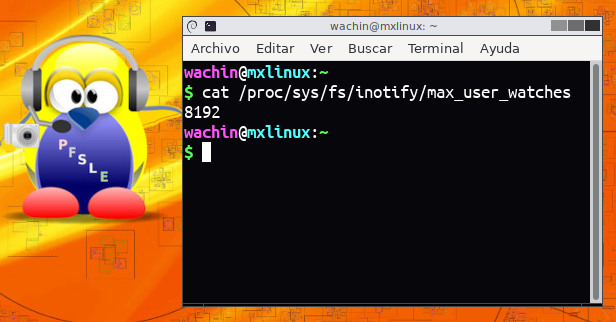 wachin@mxlinux: ~
Archivo Editar Ver Buscar Terminal Ayuda
wachin@mxlinux:~
$ cat /proc/sys/fs/inotify/max_user_watches
8192
wachin@mxlinux:~
$
PFSLE